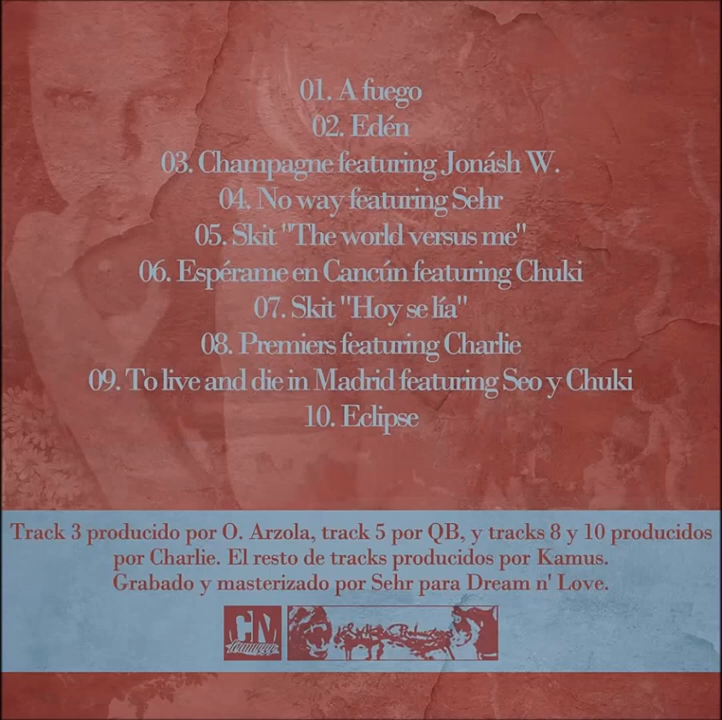 01. A fuego
02. Edén
03. Champagne featuring Jonásh W.
04. No way featuring Sehr
05. Skit "The world versus me"
06. Espérame en Cancún featuring Chuki
07. Skit "Hoy se lía"
08. Premiers featuring Charlie
09. To live and die in Madrid featuring Seo y Chuki
10. Eclipse
Track 3 producido por O. Arzola, track 5 por QB, y tracks 8 y 10 producidos
por Charlie. El resto de tracks producidos por Kamus.
Grabado y masterizado por Sehr para Dream n' Love.
CN